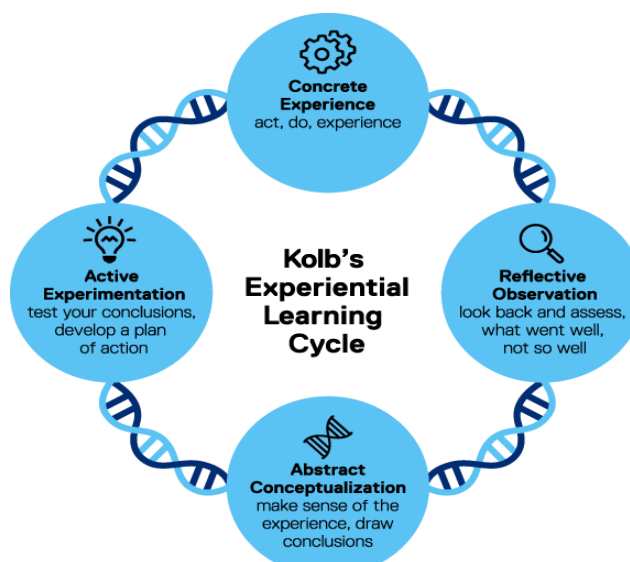 Concrete
Experience
act, do, experience
Kolb's
Experiential
Learning
Cycle
Active
Experimentation
test your conclusions,
develop a plan
of action
Reflective
Observation
look back and assess,
what went well,
not so well
Abstract
Conceptualization
make sense of the
experience, draw
conclusions